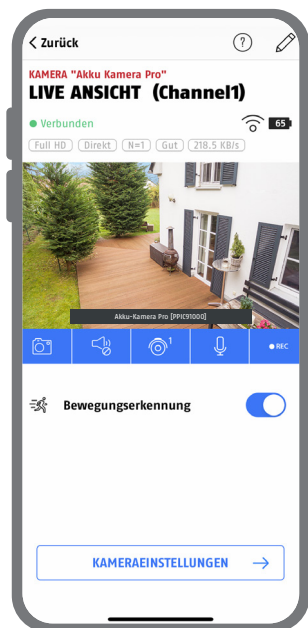 Zurück
?
KAMERA "Akku Kamera Pro"
LIVE ANSICHT (Channel1)
Verbunden
65
Full HD Direkt N=1 Gut 218.5 KB/s
Akku-Kamera Pro [PPIC91000]
1
REC
Bewegungserkennung
KAMERAEINSTELLUNGEN